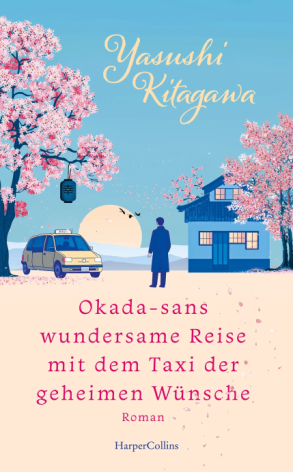 Yasushi
Kitagawa
Okada-sans
wundersame Reise
mit dem Taxi der
geheimen Wünsche
Roman
HarperCollins